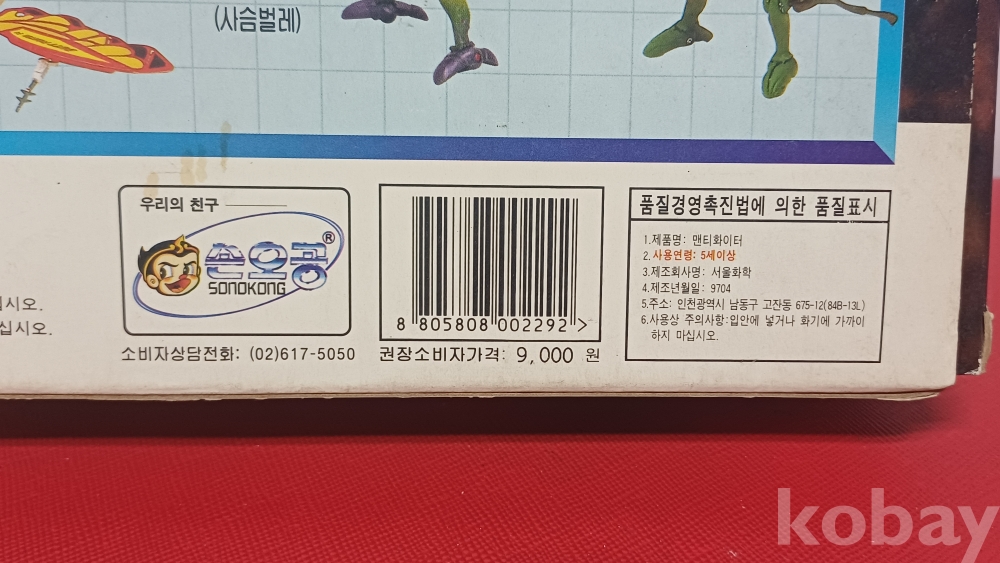 (사슴벌레)
우리의 친구
손오공®
SONOKONG
소비자상담전화: (02)617-5050
십시오.
십시오.
8 805808 002292 >
권장소비자가격: 9,000 원
품질경영촉진법에 의한 품질표시
1.제품명: 맨티화이터
2.사용연령: 5세이상
3.제조회사명: 서울화학
4.제조년월일: 9704
5.주소: 인천광역시 남동구 고잔동 675-12(84B-13L)
6.사용상 주의사항:입안에 넣거나 화기에 가까이
하지 마십시오.
kobay